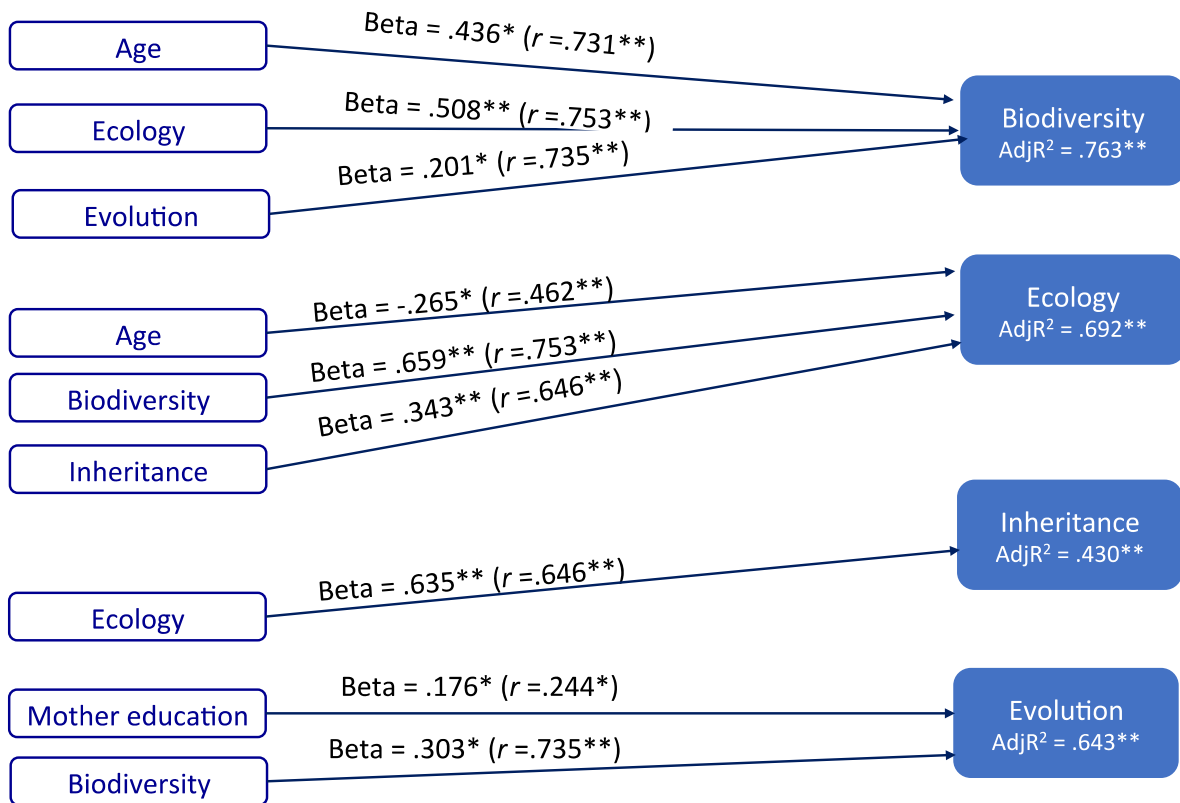 Age
Beta = .436* (r =.731**)
Ecology
Beta = .508** (r =.753**)
Evolution
Beta = .201* (r =.735**)
Biodiversity
AdjR² = .763**
Age
Beta = -.265* (r =.462**)
Biodiversity
Beta = .659** (r =.753**)
Inheritance
Beta = .343** (r =.646**)
Ecology
AdjR² = .692**
Ecology
Beta = .635** (r =.646**)
Inheritance
AdjR² = .430**
Mother education
Beta = .176* (r =.244*)
Biodiversity
Beta = .303* (r =.735**)
Evolution
AdjR² = .643**